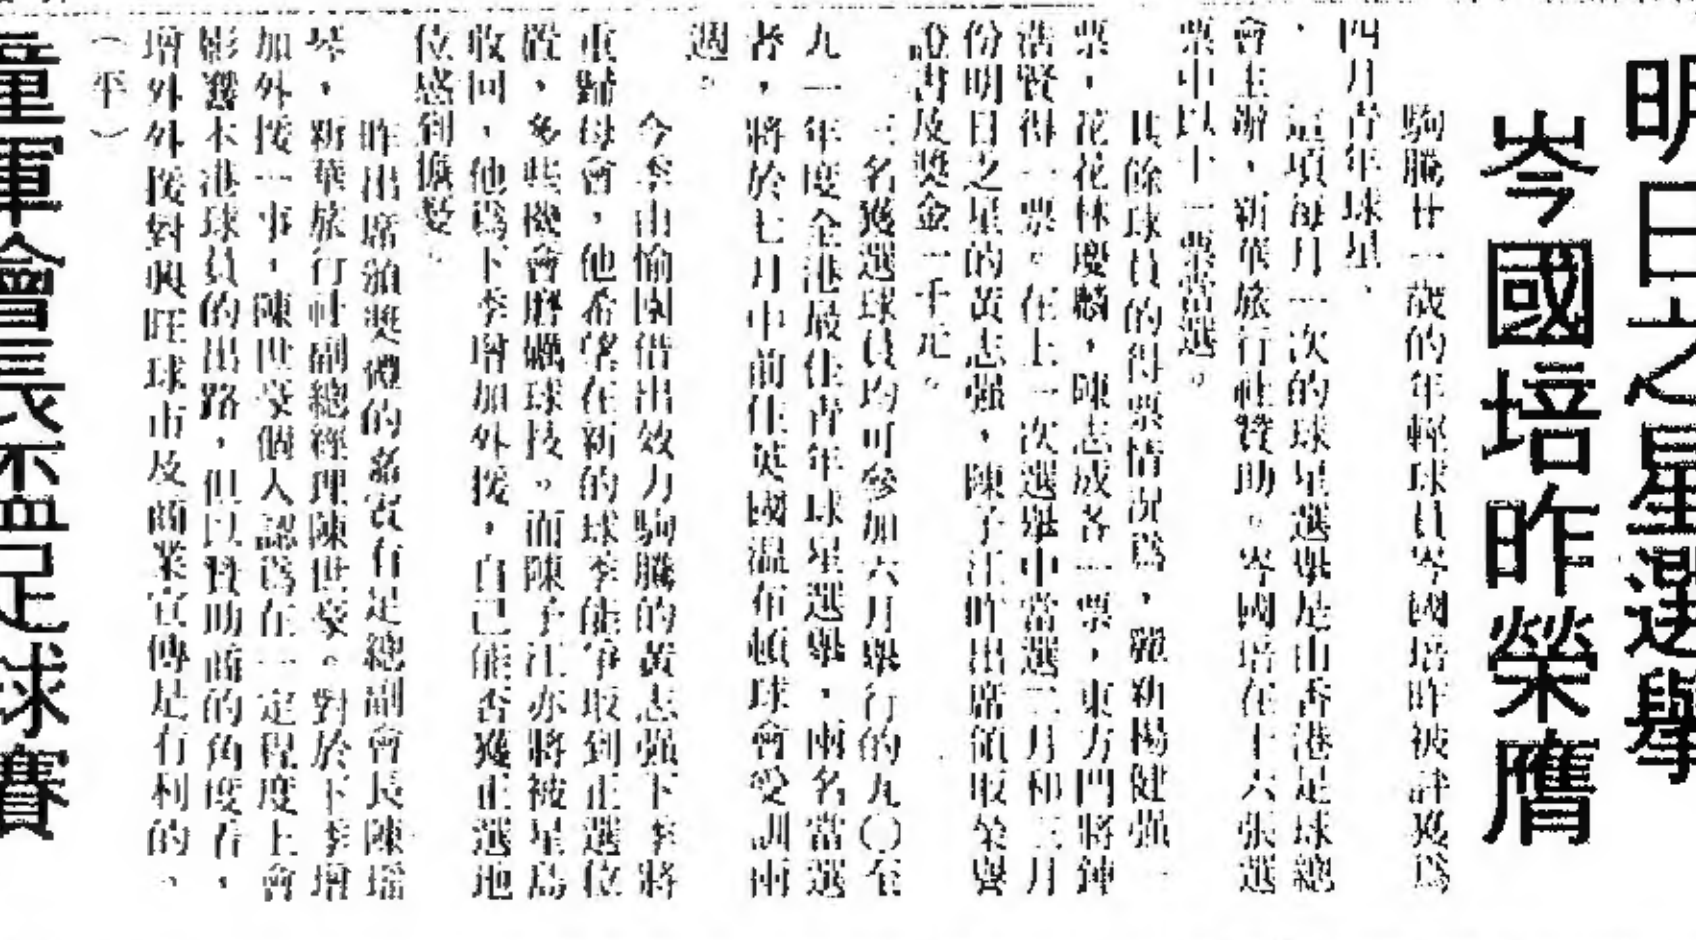 明日之星選舉
岑國培昨榮膺
駒騰廿一歲的年輕球員岑國培昨被評選爲
四月青年球星。
這項每月一次的球星選舉是由香港足球總
會主辦，新華旅行社贊助。岑國培在十六張選
票中以十一票當選。
其餘球員的得票情況爲，麗新楊健強一
票，花花林慶麟，陳志成各一票，東方門將鍾
浩賢得一票。在上一次選舉中當選二月和三月
份明日之星的黃志強，陳子江昨出席領取榮譽
證書及獎金一千元。
三名獲選球員均可參加六月舉行的九〇至
九一年度全港最佳青年球星選舉，兩名當選
者，將於七月中前往英國溫布頓球會受訓兩
週。
今季由愉園借出效力駒騰的黃志強下季將
重歸母會，他希望在新的球季能爭取到正選位
置，多些機會磨礪球技。而陳子江亦將被星島
收回，他爲下季增加外援，自己能否獲正選地
位感到擔憂。
昨出席頒獎禮的嘉賓有足總副會長陳瑤
琴，新華旅行社副總經理陳世豪。對於下季增
加外援一事，陳世豪個人認爲在一定程度上會
影響本港球員的出路，但以贊助商的角度看，
增外外援對興旺球市及商業宣傳是有利的。
（平）
童軍會長盃足球賽